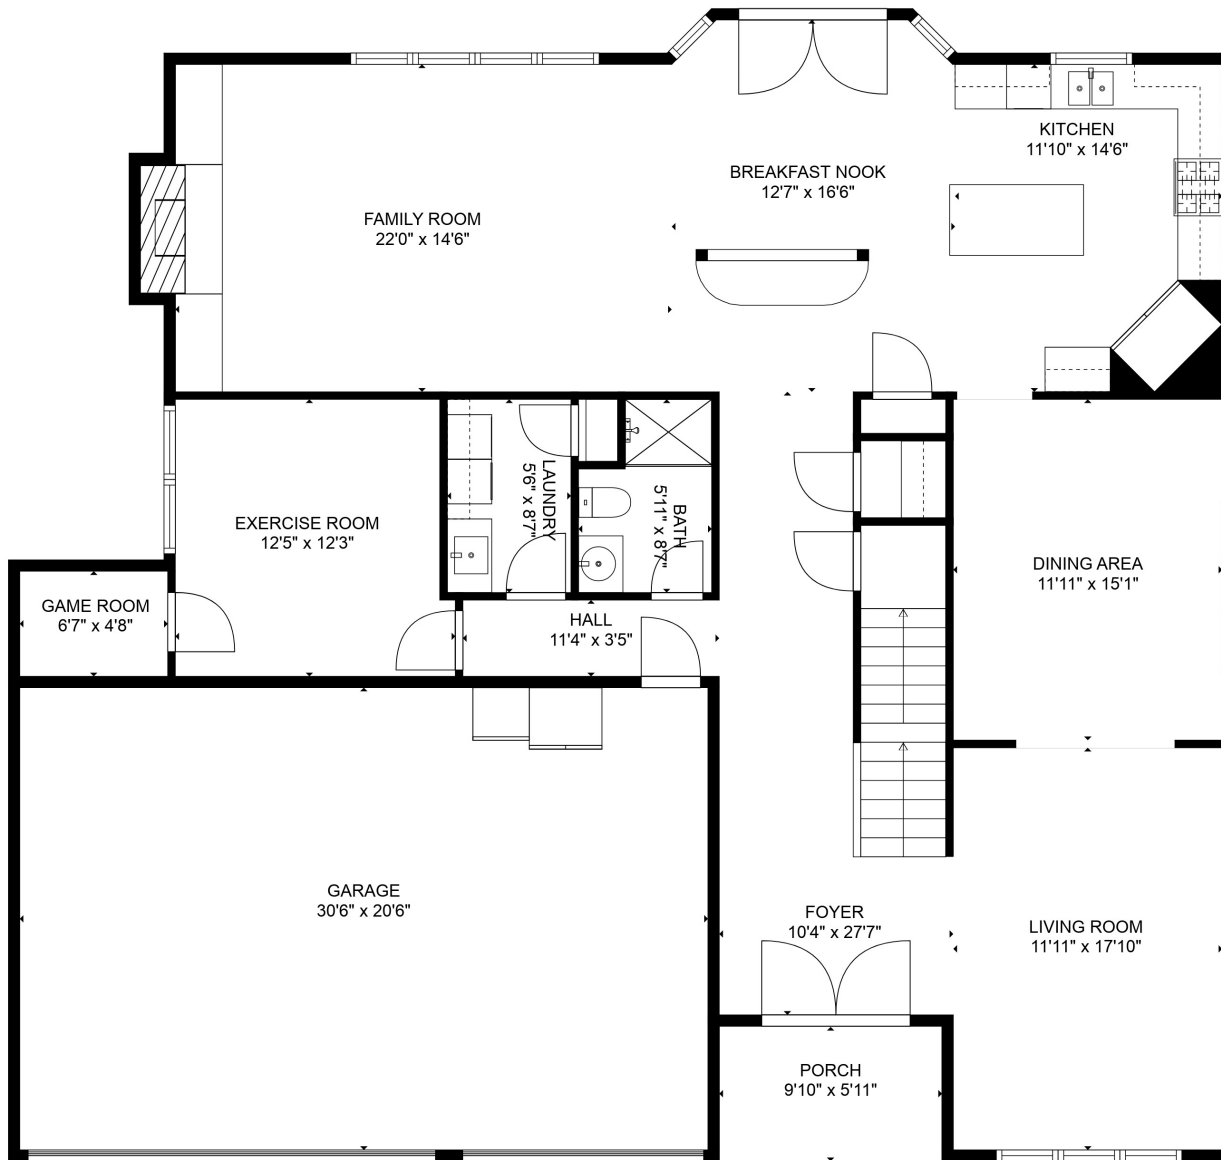 KITCHEN
11'10" x 14'6"
BREAKFAST NOOK
12'7" x 16'6"
FAMILY ROOM
22'0" x 14'6"
LAUNDRY
5'6" x 8'7"
BATH
5'11" x 8'7"
EXERCISE ROOM
12'5" x 12'3"
DINING AREA
11'11" x 15'1"
GAME ROOM
6'7" x 4'8"
HALL
11'4" x 3'5"
GARAGE
30'6" x 20'6"
FOYER
10'4" x 27'7"
LIVING ROOM
11'11" x 17'10"
PORCH
9'10" x 5'11"